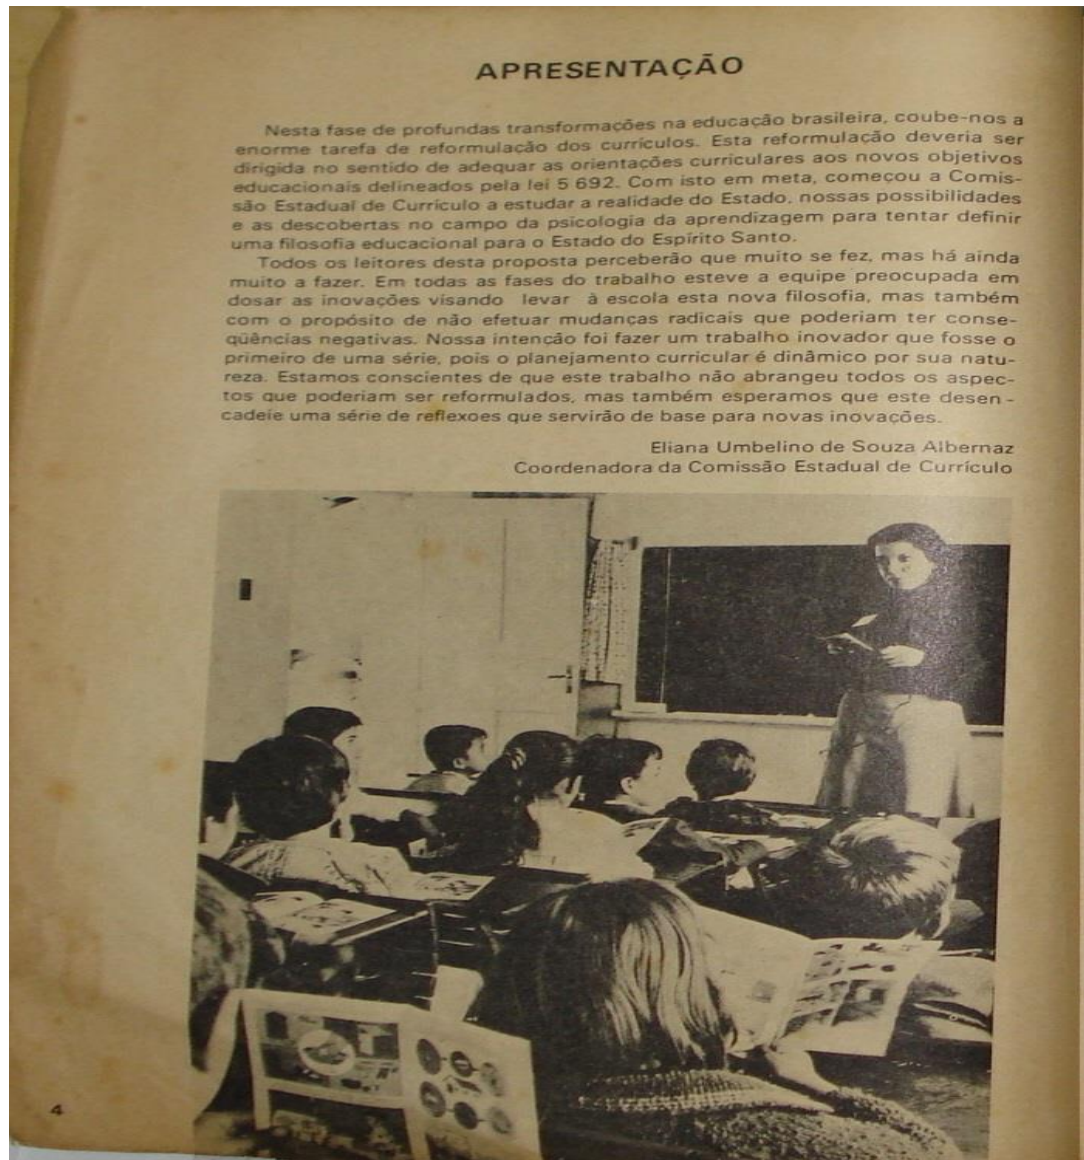 APRESENTAÇÃO
Nesta fase de profundas transformações na educação brasileira, coube-nos a
enorme tarefa de reformulação dos currículos. Esta reformulação deveria ser
dirigida no sentido de adequar as orientações curriculares aos novos objetivos
educacionais delineados pela lei 5 692. Com isto em meta, começou a Comis-
são Estadual de Currículo a estudar a realidade do Estado, nossas possibilidades
e as descobertas no campo da psicologia da aprendizagem para tentar definir
uma filosofia educacional para o Estado do Espírito Santo.
Todos os leitores desta proposta perceberão que muito se fez, mas há ainda
muito a fazer. Em todas as fases do trabalho esteve a equipe preocupada em
dosar as inovações visando levar à escola esta nova filosofia, mas também
com o propósito de não efetuar mudanças radicais que poderiam ter conse-
qüências negativas. Nossa intenção foi fazer um trabalho inovador que fosse o
primeiro de uma série, pois o planejamento curricular é dinâmico por sua natu-
reza. Estamos conscientes de que este trabalho não abrangeu todos os aspec-
tos que poderiam ser reformulados, mas também esperamos que este desen-
cadeie uma série de reflexoes que servirão de base para novas inovações.
Eliana Umbelino de Souza Albernaz
Coordenadora da Comissão Estadual de Currículo
4